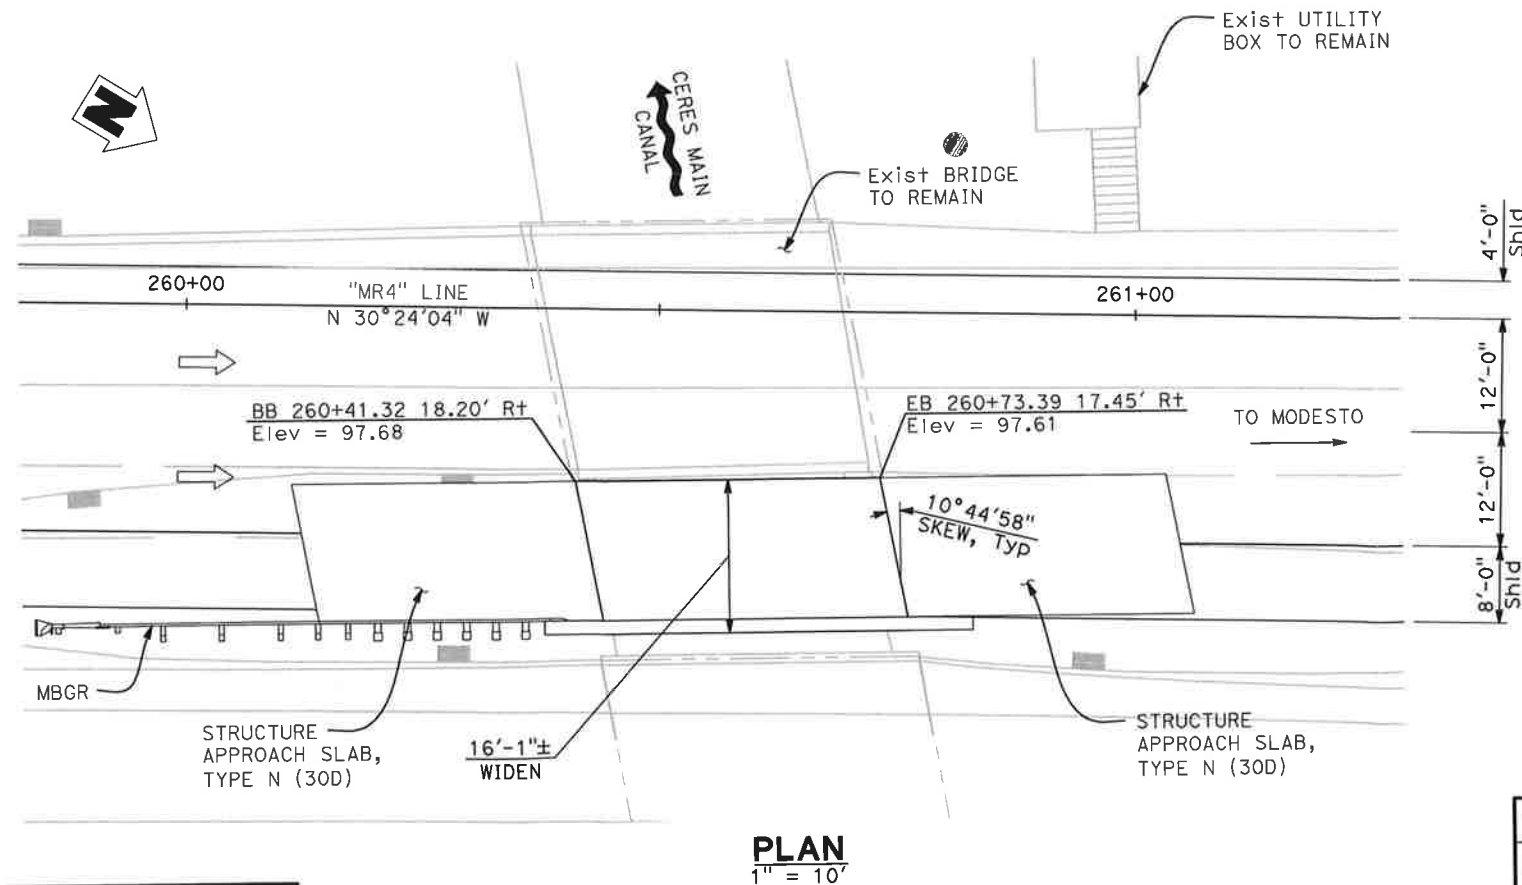 Exist UTILITY
BOX TO REMAIN
N
CERES MAIN
CANAL
Exist BRIDGE
TO REMAIN
4'-0"
Shld
260+00
"MR4" LINE
N 30°24'04" W
261+00
12'-0"
BB 260+41.32 18.20' Rt
Elev = 97.68
EB 260+73.39 17.45' Rt
Elev = 97.61
TO MODESTO
12'-0"
10°44'58"
SKEW, Typ
8'-0"
Shld
MBGR
STRUCTURE
APPROACH SLAB,
TYPE N (30D)
16'-1"±
WIDEN
STRUCTURE
APPROACH SLAB,
TYPE N (30D)
PLAN
1" = 10'